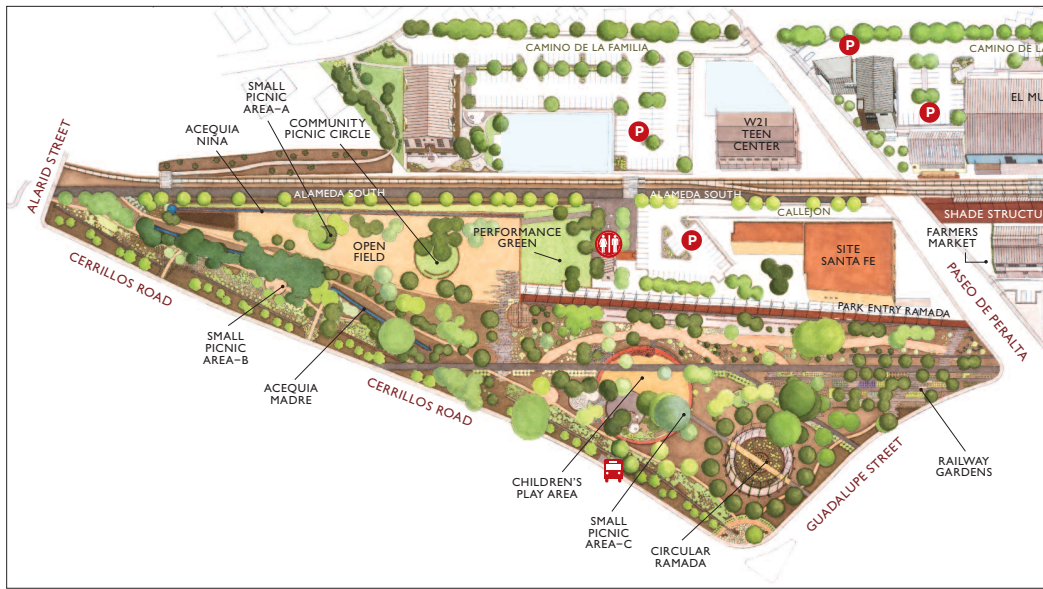 CAMINO DE LA FAMILIA
P
CAMINO DE LA
SMALL
PICNIC
AREA–A
COMMUNITY
PICNIC CIRCLE
ACEQUIA
NIÑA
P
P
EL MU
W21
TEEN
CENTER
ALARID STREET
ALAMEDA SOUTH
ALAMEDA SOUTH
CALLEJON
SHADE STRUCTU
FARMERS
MARKET
PERFORMANCE
GREEN
OPEN
FIELD
P
SITE
SANTA FE
PASEO DE PERALTA
CERRILLOS ROAD
PARK ENTRY RAMADA
SMALL
PICNIC
AREA–B
ACEQUIA
MADRE
CERRILLOS ROAD
CHILDREN'S
PLAY AREA
SMALL
PICNIC
AREA–C
CIRCULAR
RAMADA
GUADALUPE STREET
RAILWAY
GARDENS